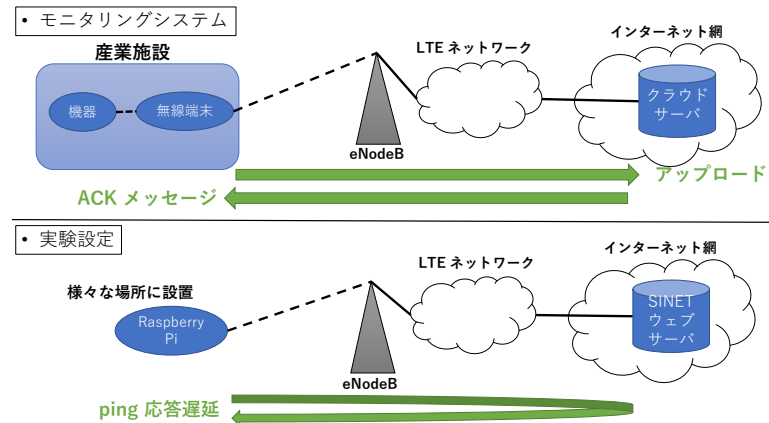 • モニタリングシステム
産業施設
機器
無線端末
eNodeB
LTE ネットワーク
インターネット網
クラウド
サーバ
アップロード
ACK メッセージ
• 実験設定
様々な場所に設置
Raspberry
Pi
eNodeB
LTE ネットワーク
インターネット網
SINET
ウェブ
サーバ
ping 応答遅延